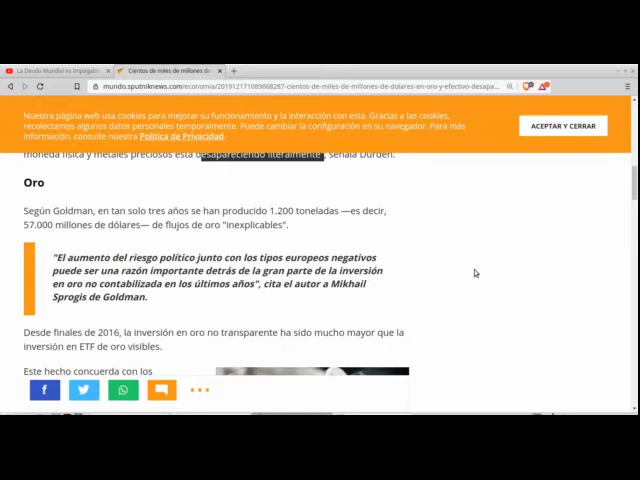 La Deuda Mundial es Impagable
Cientos de miles de millones de
mundo.sputniknews.com/economia/201912171089668287-cientos-de-miles-de-millones-de-dolares-en-oro-y-efectivo-desapa...
Nuestra página web usa cookies para mejorar su funcionamiento y la interacción con esta. Gracias a las cookies,
recolectamos algunos datos personales temporalmente. Puede cambiar la configuración en su navegador. Para más
información, consulte nuestra Política de Privacidad.
ACEPTAR Y CERRAR
moneda física y metales preciosos está desapareciendo literalmente", señala Durden.
Oro
Según Goldman, en tan solo tres años se han producido 1.200 toneladas —es decir,
57.000 millones de dólares— de flujos de oro "inexplicables".
"El aumento del riesgo político junto con los tipos europeos negativos
puede ser una razón importante detrás de la gran parte de la inversión
en oro no contabilizada en los últimos años", cita el autor a Mikhail
Sprogis de Goldman.
Desde finales de 2016, la inversión en oro no transparente ha sido mucho mayor que la
inversión en ETF de oro visibles.
Este hecho concuerda con los